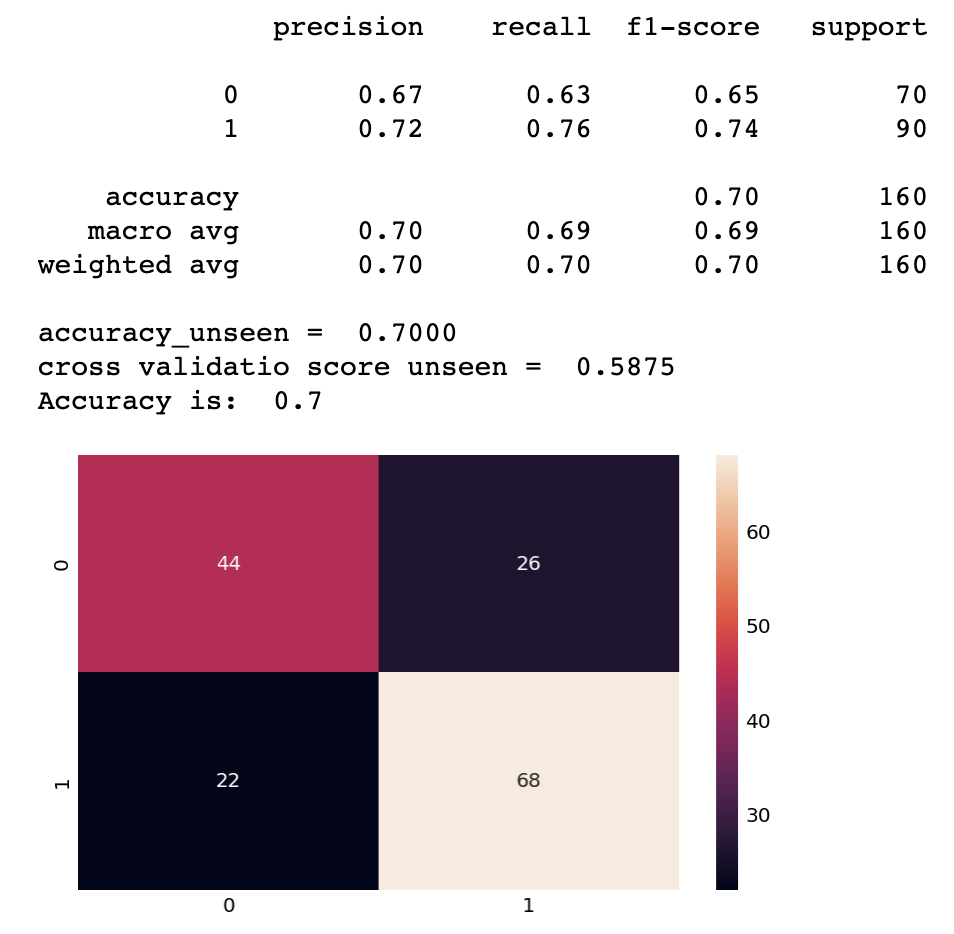 precision recall f1-score support
0 0.67 0.63 0.65 70
1 0.72 0.76 0.74 90
accuracy 0.70 160
macro avg 0.70 0.69 0.69 160
weighted avg 0.70 0.70 0.70 160
accuracy_unseen = 0.7000
cross validatio score unseen = 0.5875
Accuracy is: 0.7
0
44
26
1
22
68
0
1
60
50
40
30